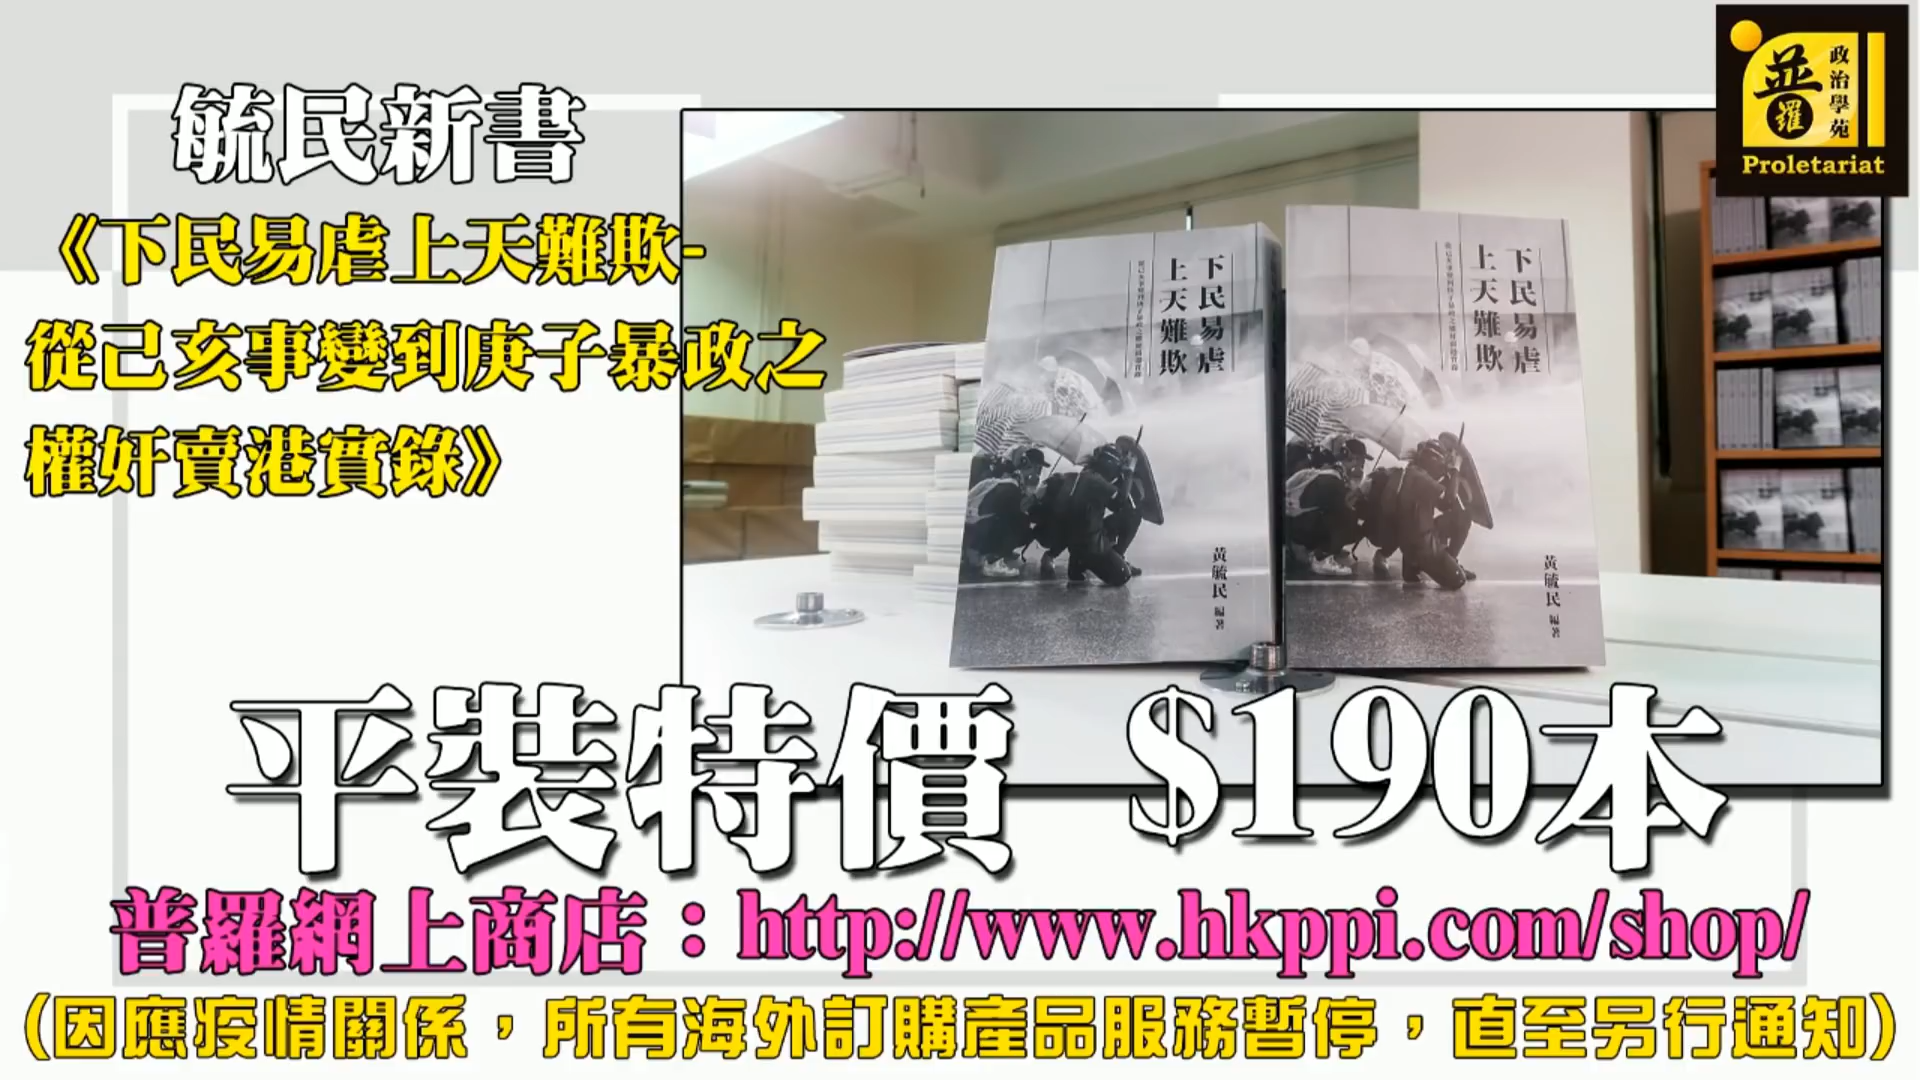 毓民新書
《下民易虐上天難欺-
從己亥事變到庚子暴政之
權奸賣港實錄》
普羅
政治學苑
Proletariat
下民易虐
上天難欺
黃毓民 編著
下民易虐
上天難欺
黃毓民 編著
平裝特價 $190本
普羅網上商店：http://www.hkppi.com/shop/
(因應疫情關係，所有海外訂購產品服務暫停，直至另行通知)